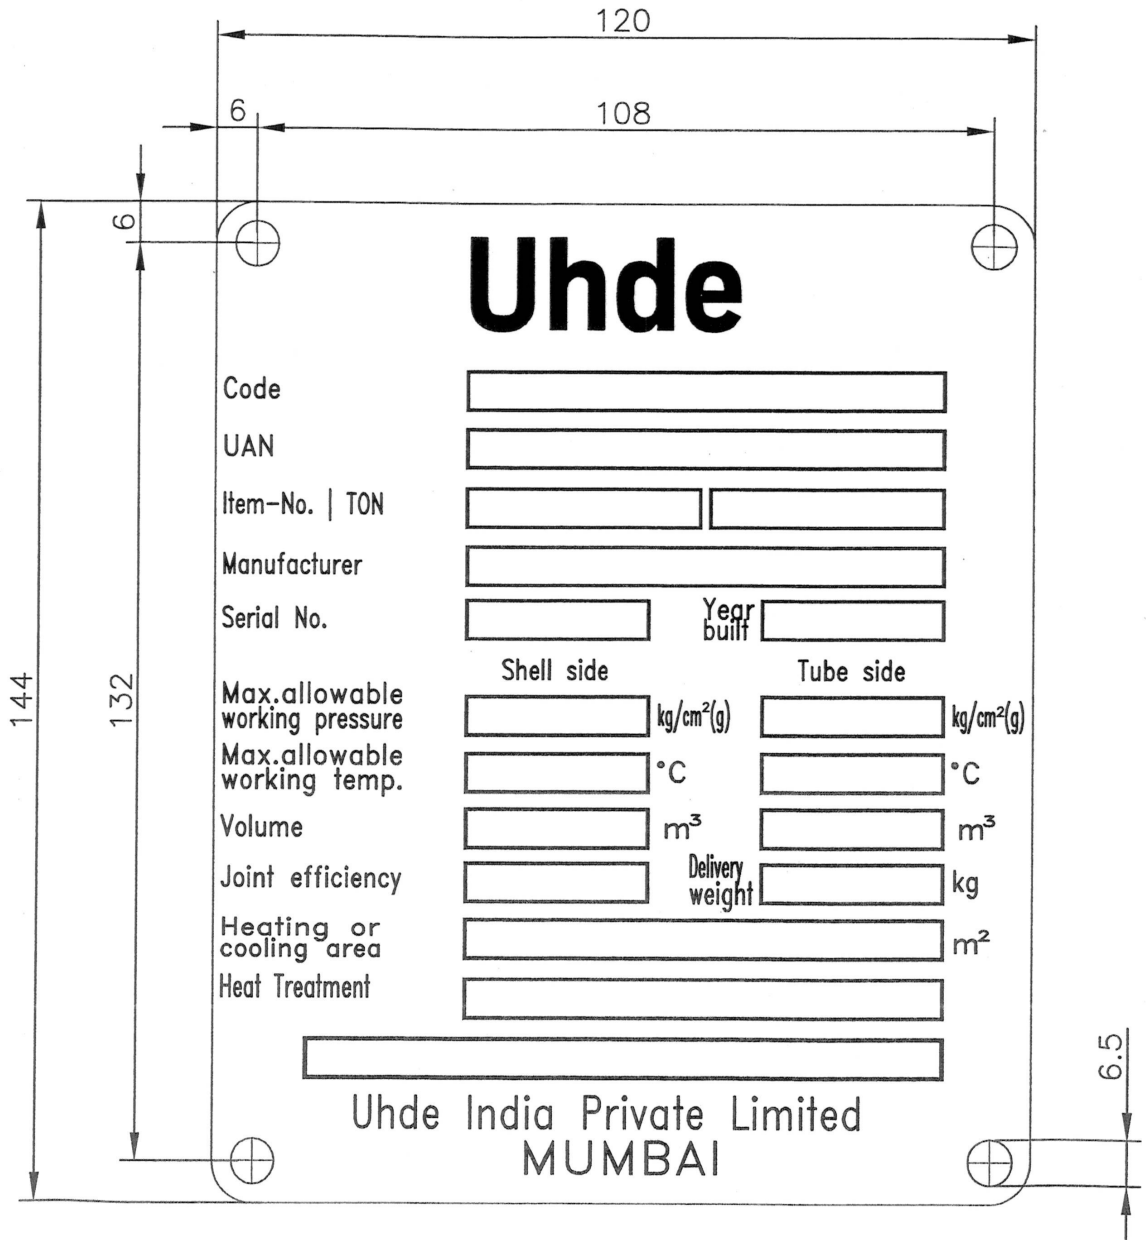 120
6
108
6
Uhde
Code
UAN
Item-No. | TON
Manufacturer
Serial No.
Year
built
Shell side
Tube side
144
132
Max.allowable
working pressure
kg/cm²(g)
kg/cm²(g)
Max.allowable
working temp.
°C
°C
Volume
m³
m³
Joint efficiency
Delivery
weight
kg
Heating or
cooling area
m²
Heat Treatment
6.5
Uhde India Private Limited
MUMBAI